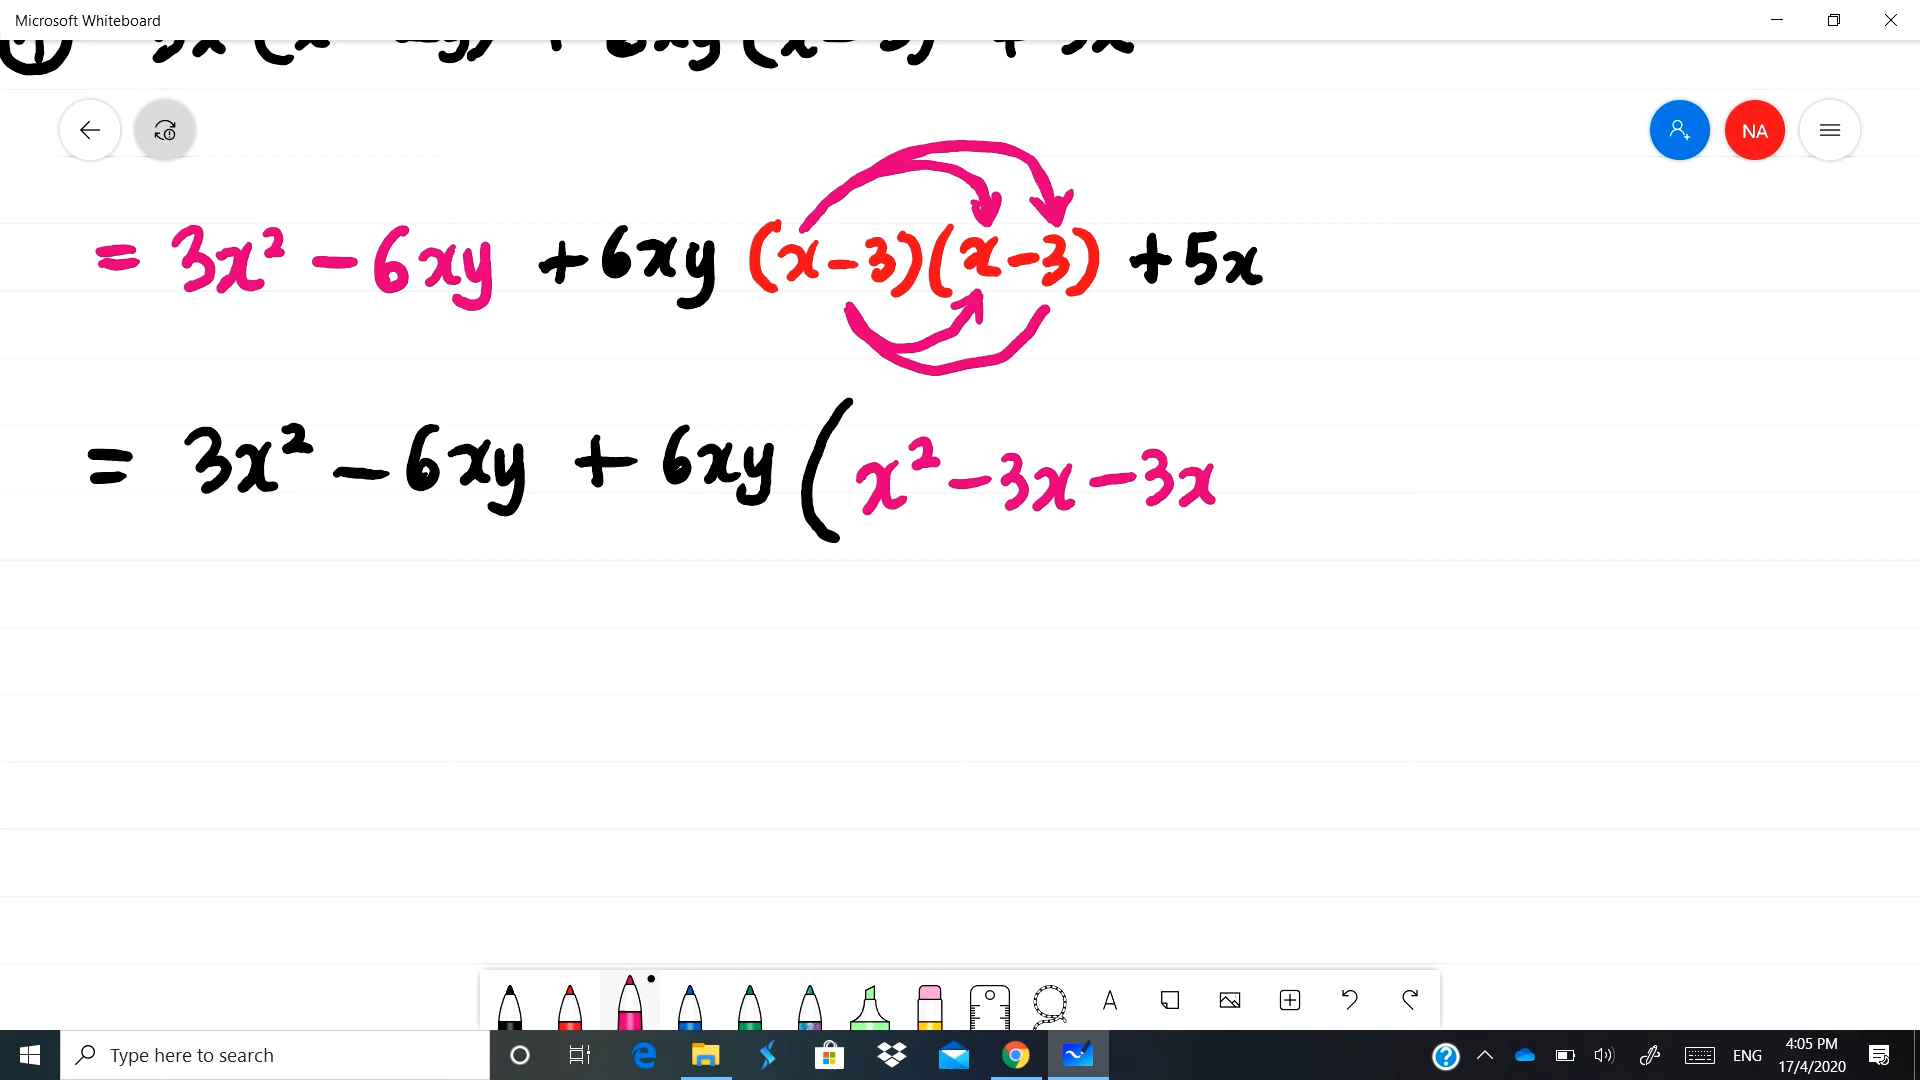 Microsoft Whiteboard
NA
= 3x² - 6xy + 6xy (x-3)(x-3) + 5x
= 3x² - 6xy + 6xy ( x² - 3x - 3x
Type here to search
ENG
4:05 PM
17/4/2020